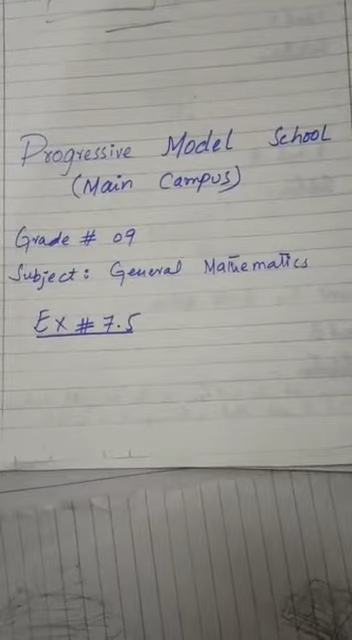 Progressive Model School
(Main Campus)
Grade # 09
Subject: General Mathematics
Ex # 7.5